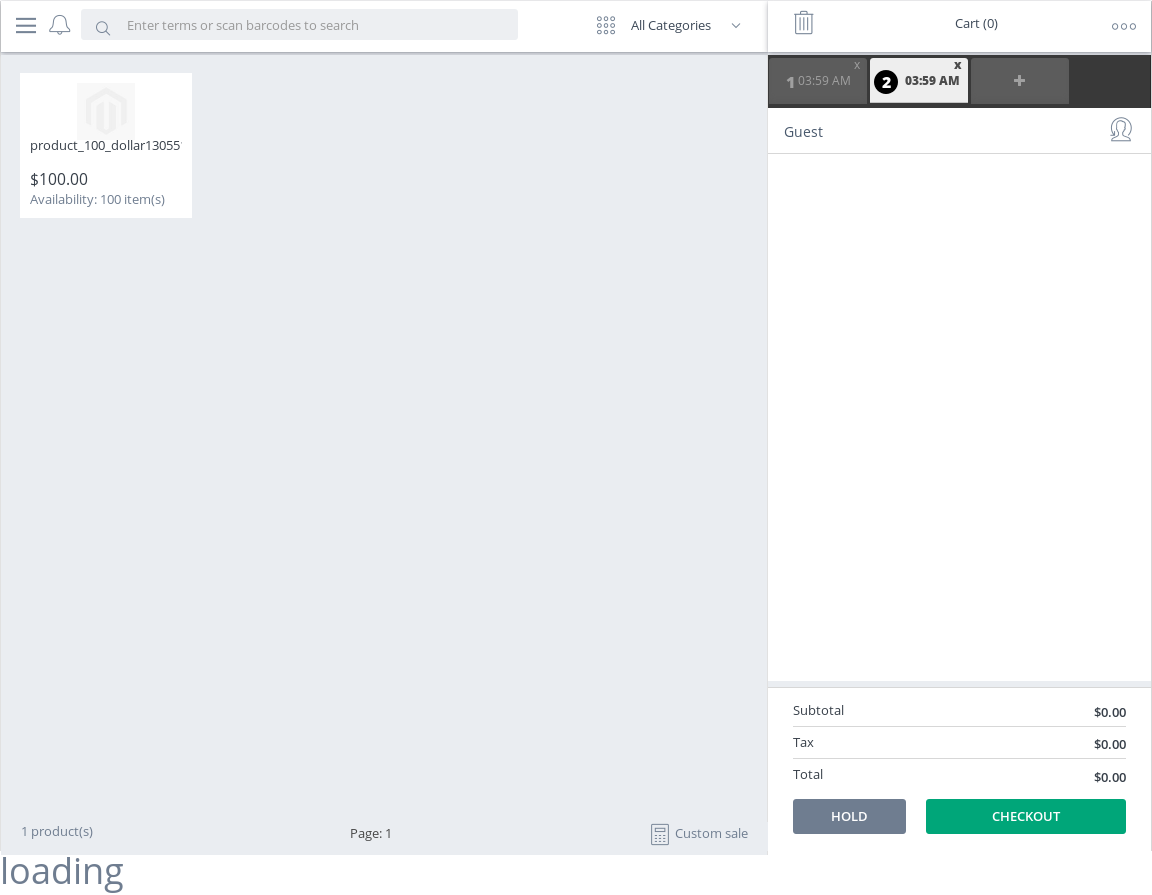 Enter terms or scan barcodes to search
All Categories
Cart (0)
1 03:59 AM x
2 03:59 AM x
+
Guest
product_100_dollar13055
$100.00
Availability: 100 item(s)
Subtotal $0.00
Tax $0.00
Total $0.00
HOLD CHECKOUT
1 product(s)
Page: 1
Custom sale
loading